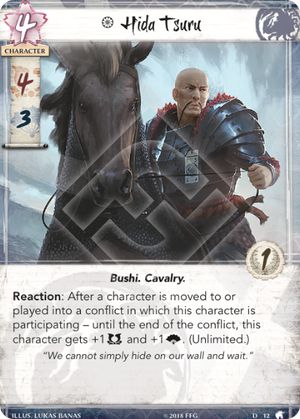 4
Hida Tsuru
CHARACTER
4
3
1
Bushi. Cavalry.
Reaction: After a character is moved to or
played into a conflict in which this character is
participating – until the end of the conflict, this
character gets +1 and +1. (Unlimited.)
"We cannot simply hide on our wall and wait."
ILLUS. LUKAS BANAS
©2018 FFG
D 12